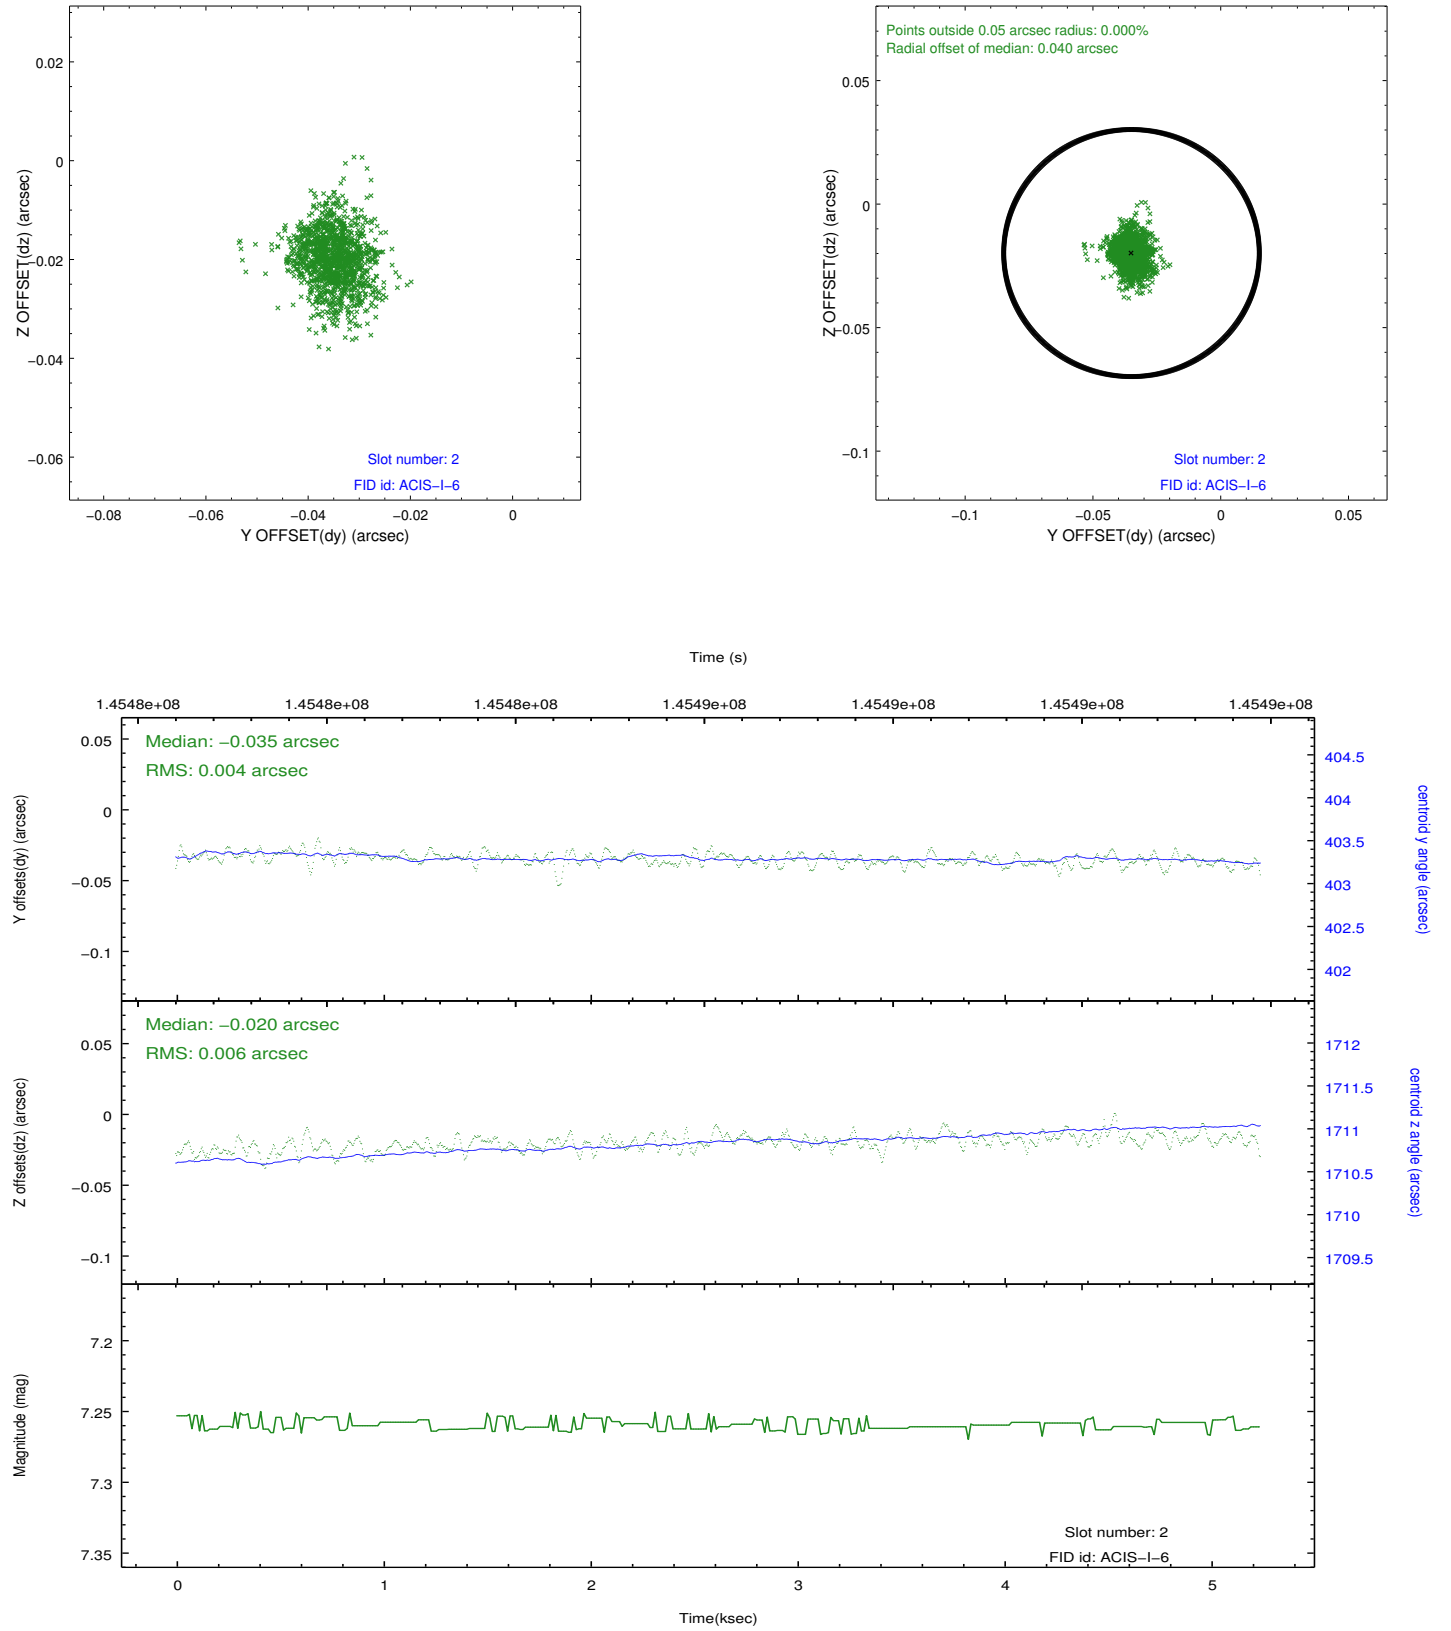 0.02
0
−0.02
−0.04
−0.06
Z OFFSET(dz) (arcsec)
Slot number: 2
FID id: ACIS−I−6
−0.08
−0.06
−0.04
−0.02
0
Y OFFSET(dy) (arcsec)
Points outside 0.05 arcsec radius: 0.000%
Radial offset of median: 0.040 arcsec
0.05
0
−0.05
−0.1
Z OFFSET(dz) (arcsec)
Slot number: 2
FID id: ACIS−I−6
−0.1
−0.05
0
0.05
Y OFFSET(dy) (arcsec)
Time (s)
1.4548e+08
1.4548e+08
1.4548e+08
1.4549e+08
1.4549e+08
1.4549e+08
1.4549e+08
Median: −0.035 arcsec
RMS: 0.004 arcsec
0.05
0
−0.05
−0.1
Y offsets(dy) (arcsec)
404.5
404
403.5
403
402.5
402
centroid y angle (arcsec)
Median: −0.020 arcsec
RMS: 0.006 arcsec
0.05
0
−0.05
−0.1
Z offsets(dz) (arcsec)
1712
1711.5
1711
1710.5
1710
1709.5
centroid z angle (arcsec)
7.2
7.25
7.3
7.35
Magnitude (mag)
Slot number: 2
FID id: ACIS−I−6
0
1
2
3
4
5
Time(ksec)